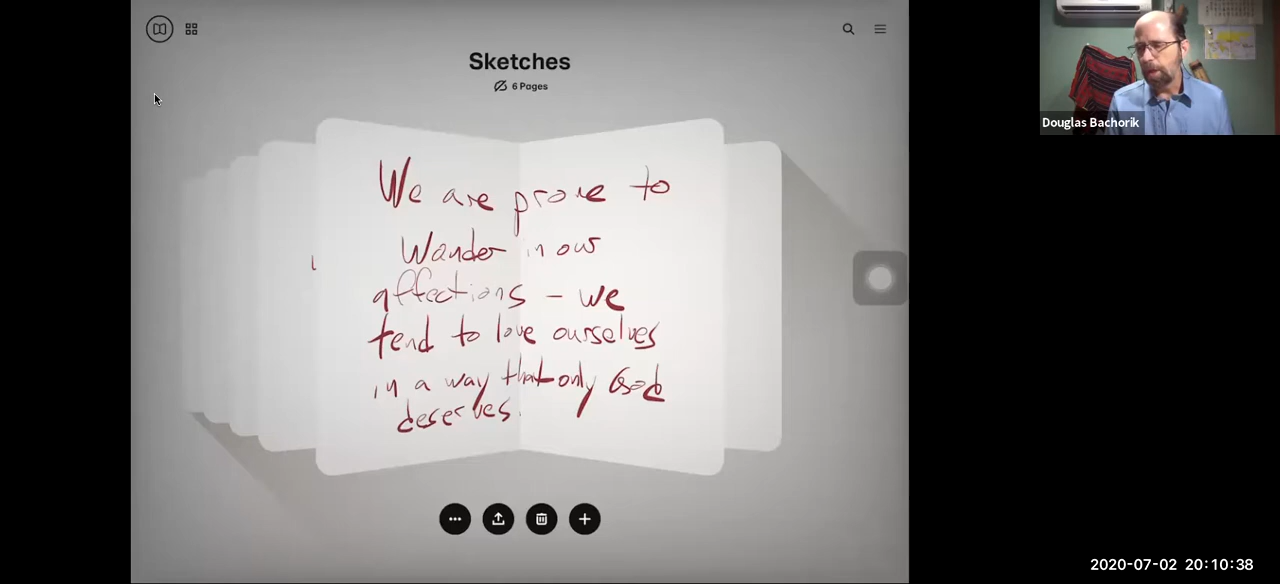 Sketches
6 Pages
We are prone to
Wander in our
affections – we
tend to love ourselves
in a way that only God
deserves.
Douglas Bachorik
2020-07-02 20:10:38